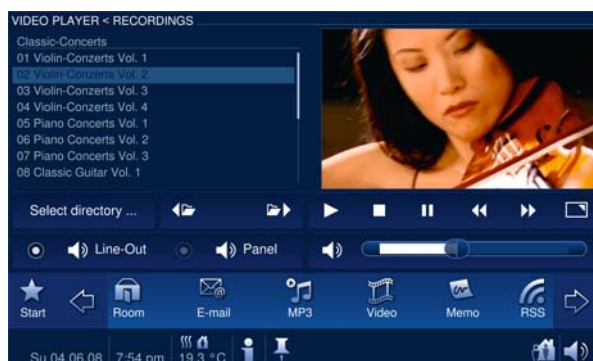 VIDEO PLAYER < RECORDINGS
Classic-Concerts
01 Violin-Conzerts Vol. 1
02 Violin-Conzerts Vol. 2
03 Violin-Conzerts Vol. 3
04 Violin-Concerts Vol. 4
05 Piano Concerts Vol. 1
06 Piano Concerts Vol. 2
07 Piano Concerts Vol. 3
08 Classic Guitar Vol. 1
Select directory ...
Line-Out Panel
Start Room E-mail MP3 Video Memo RSS
Su 04.06.08 7:54 pm 19.3 °C